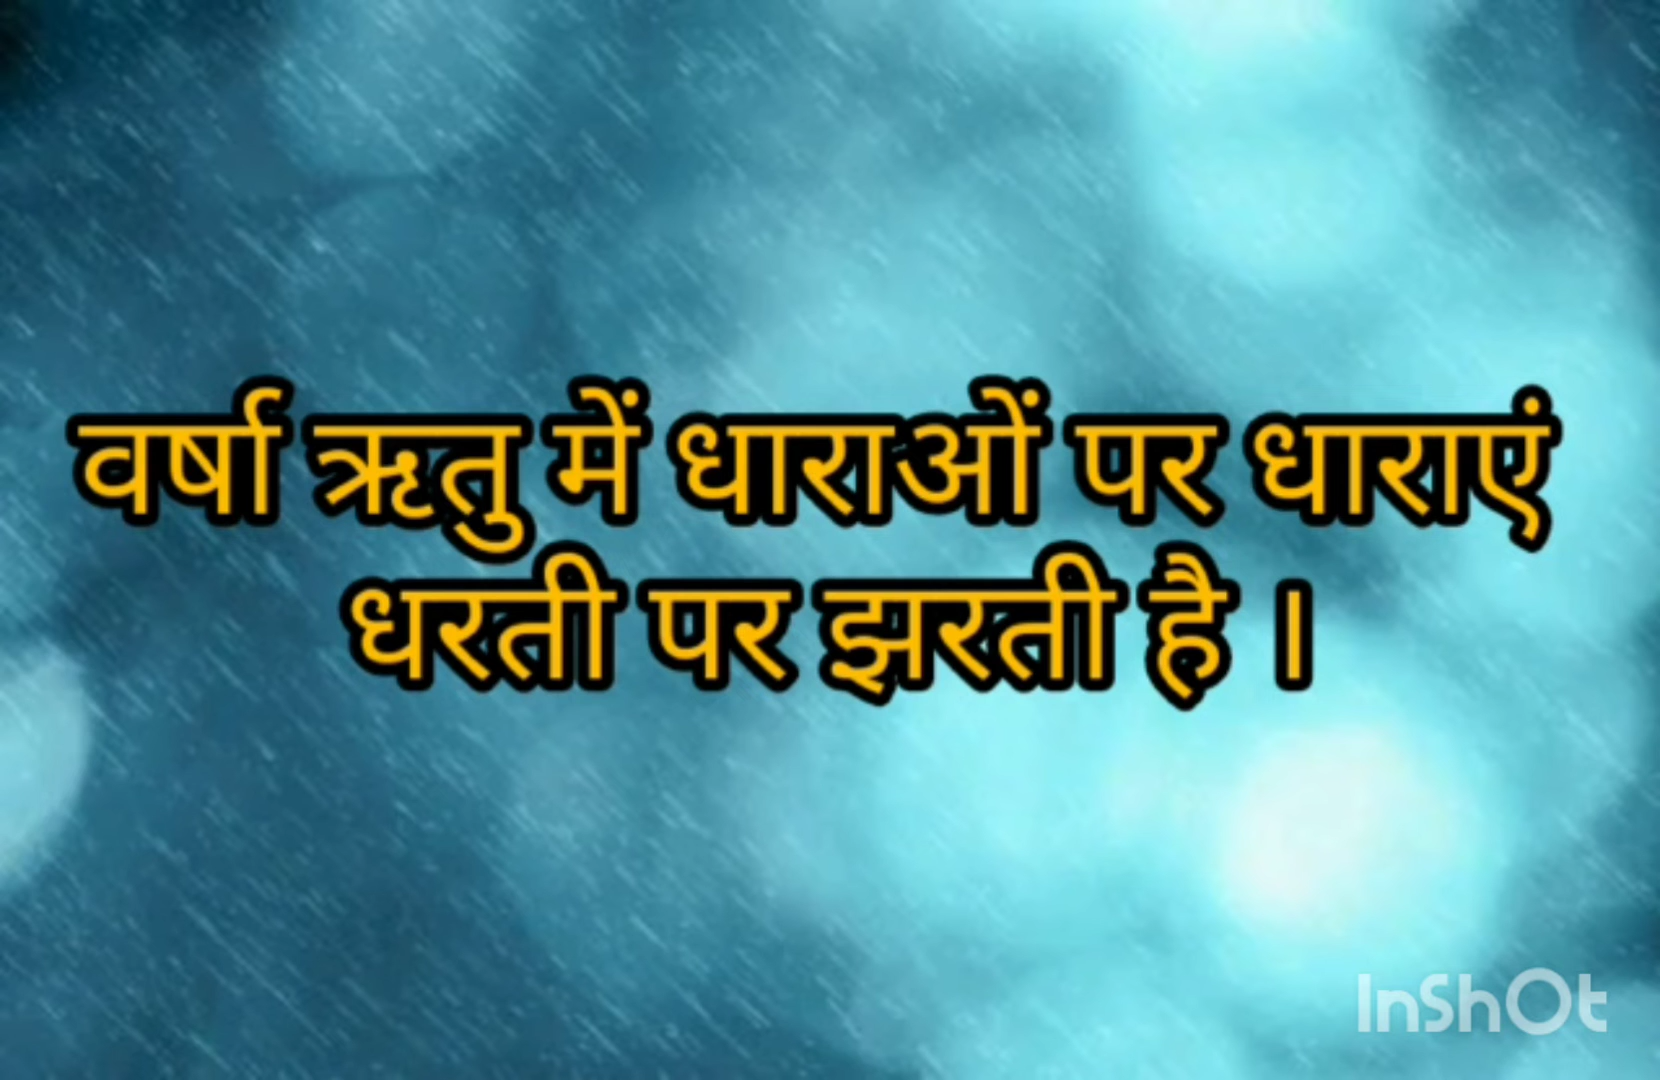 वर्षा ऋतु में धाराओं पर धाराएं
धरती पर झरती है ।
InShOt